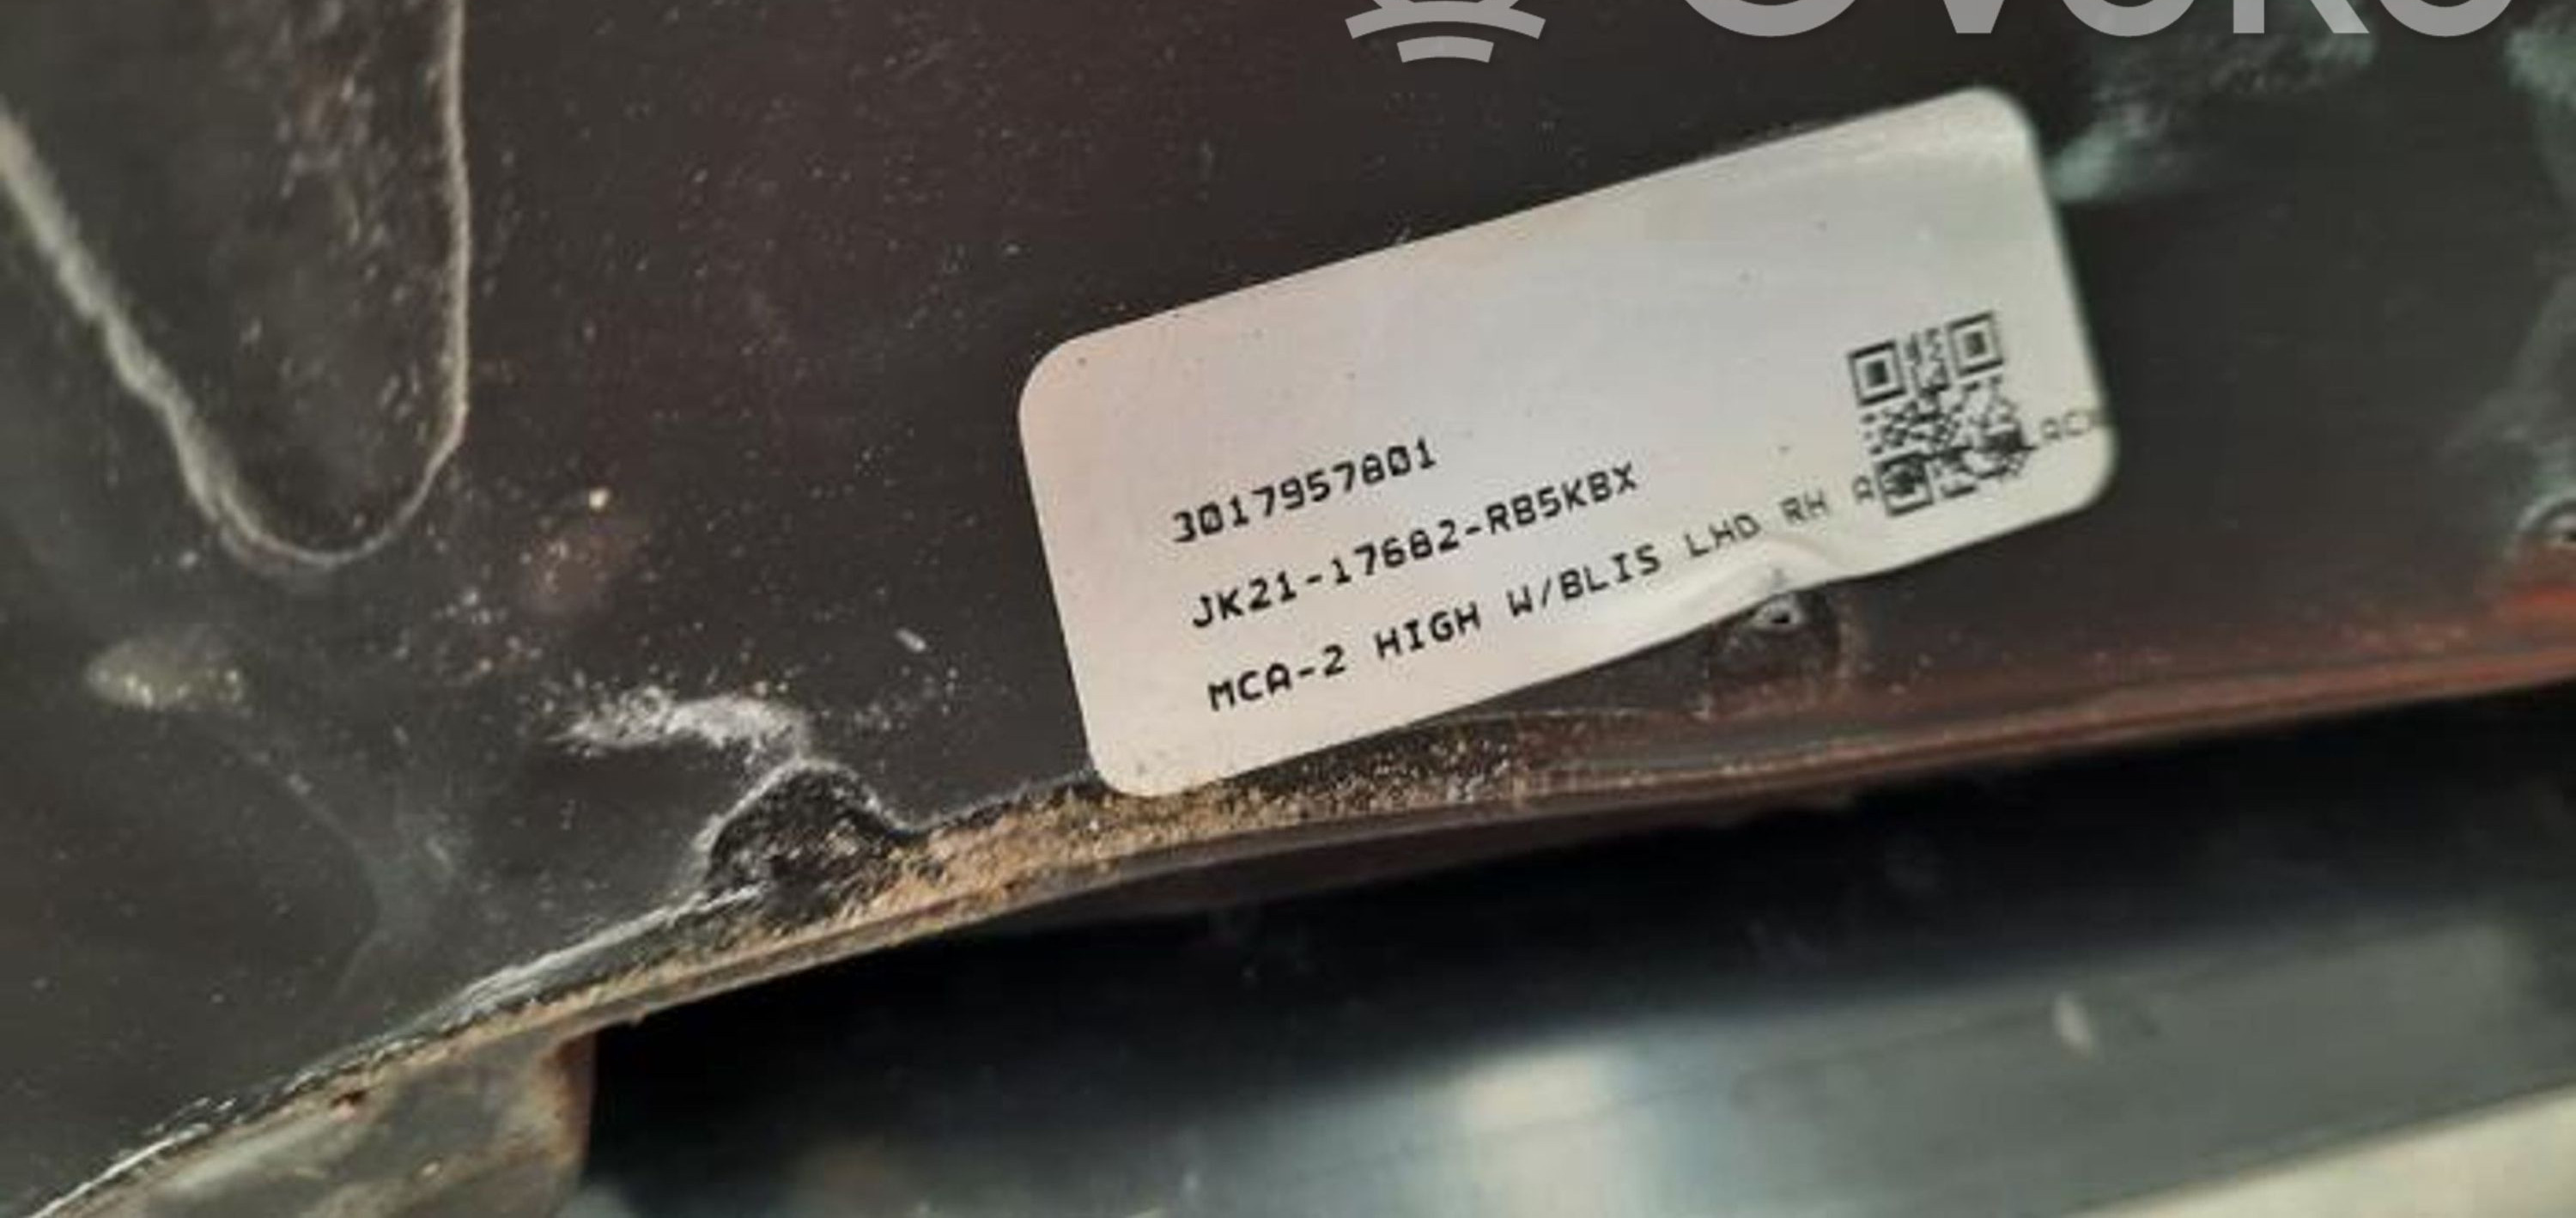 3017957801
JK21-17682-RB5KBX
MCA-2 HIGH W/BLIS LHD RH